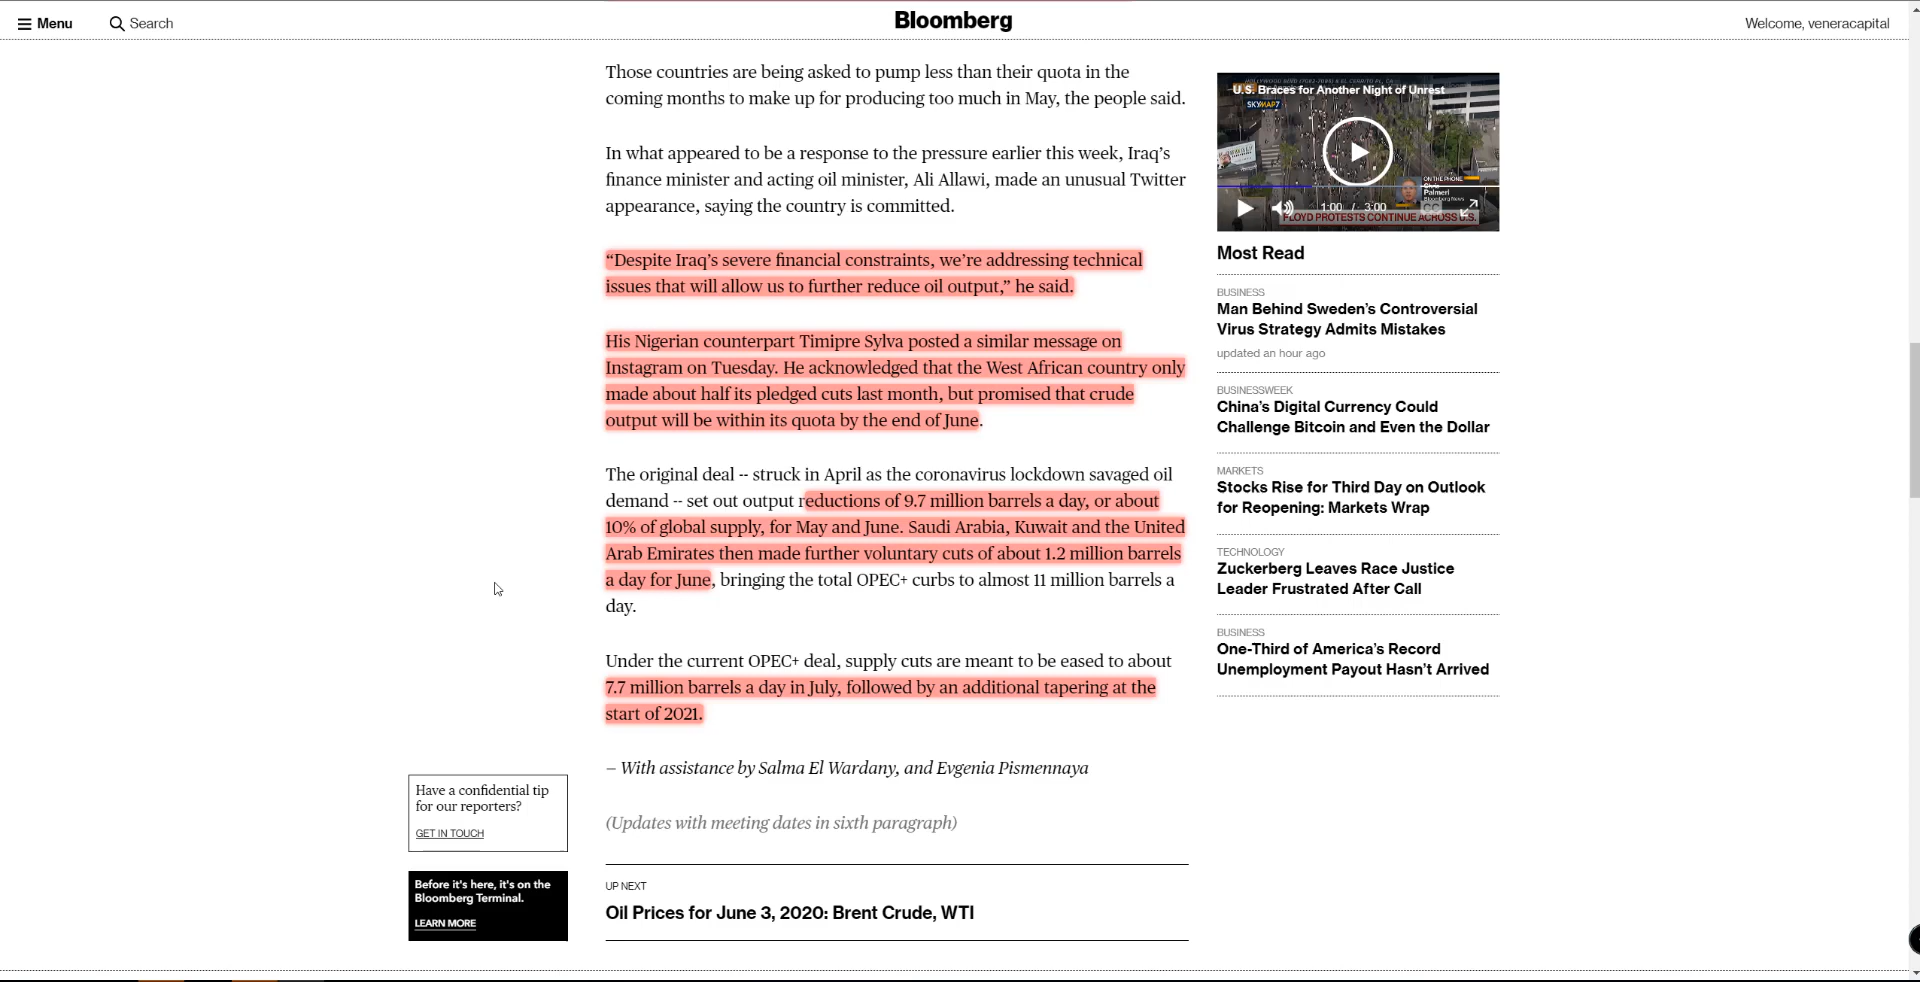 Menu
Search
Bloomberg
Welcome, veneracapital
Those countries are being asked to pump less than their quota in the
coming months to make up for producing too much in May, the people said.
In what appeared to be a response to the pressure earlier this week, Iraq’s
finance minister and acting oil minister, Ali Allawi, made an unusual Twitter
appearance, saying the country is committed.
“Despite Iraq’s severe financial constraints, we’re addressing technical
issues that will allow us to further reduce oil output,” he said.
His Nigerian counterpart Timipre Sylva posted a similar message on
Instagram on Tuesday. He acknowledged that the West African country only
made about half its pledged cuts last month, but promised that crude
output will be within its quota by the end of June.
The original deal -- struck in April as the coronavirus lockdown savaged oil
demand -- set out output reductions of 9.7 million barrels a day, or about
10% of global supply, for May and June. Saudi Arabia, Kuwait and the United
Arab Emirates then made further voluntary cuts of about 1.2 million barrels
a day for June, bringing the total OPEC+ curbs to almost 11 million barrels a
day.
Under the current OPEC+ deal, supply cuts are meant to be eased to about
7.7 million barrels a day in July, followed by an additional tapering at the
start of 2021.
– With assistance by Salma El Wardany, and Evgenia Pismennaya
(Updates with meeting dates in sixth paragraph)
UP NEXT
Oil Prices for June 3, 2020: Brent Crude, WTI
Have a confidential tip
for our reporters?
GET IN TOUCH
Before it's here, it's on the
Bloomberg Terminal.
LEARN MORE
U.S. Braces for Another Night of Unrest
SKYMAP7
ON THE PHONE
Chris
Palmeri
Bloomberg News
1:00 / 3:00
CC
FLOYD PROTESTS CONTINUE ACROSS U.S.
Most Read
BUSINESS
Man Behind Sweden’s Controversial
Virus Strategy Admits Mistakes
updated an hour ago
BUSINESSWEEK
China’s Digital Currency Could
Challenge Bitcoin and Even the Dollar
MARKETS
Stocks Rise for Third Day on Outlook
for Reopening: Markets Wrap
TECHNOLOGY
Zuckerberg Leaves Race Justice
Leader Frustrated After Call
BUSINESS
One-Third of America’s Record
Unemployment Payout Hasn’t Arrived